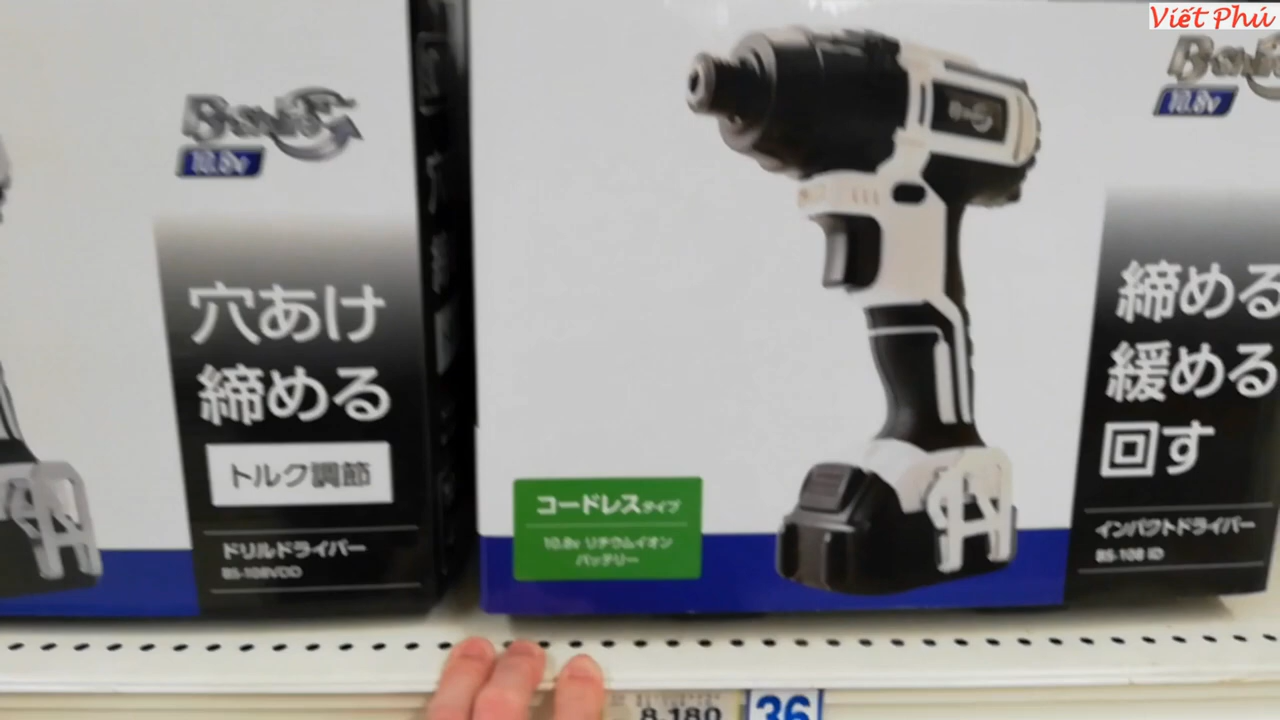 Việt Phú
10.8v
穴あけ
締める
トルク調節
ドリルドライバー
コードレスタイプ
10.8v リチウムイオン
バッテリー
10.8v
締める
緩める
回す
インパクトドライバー
BS-108 ID
8,180
36